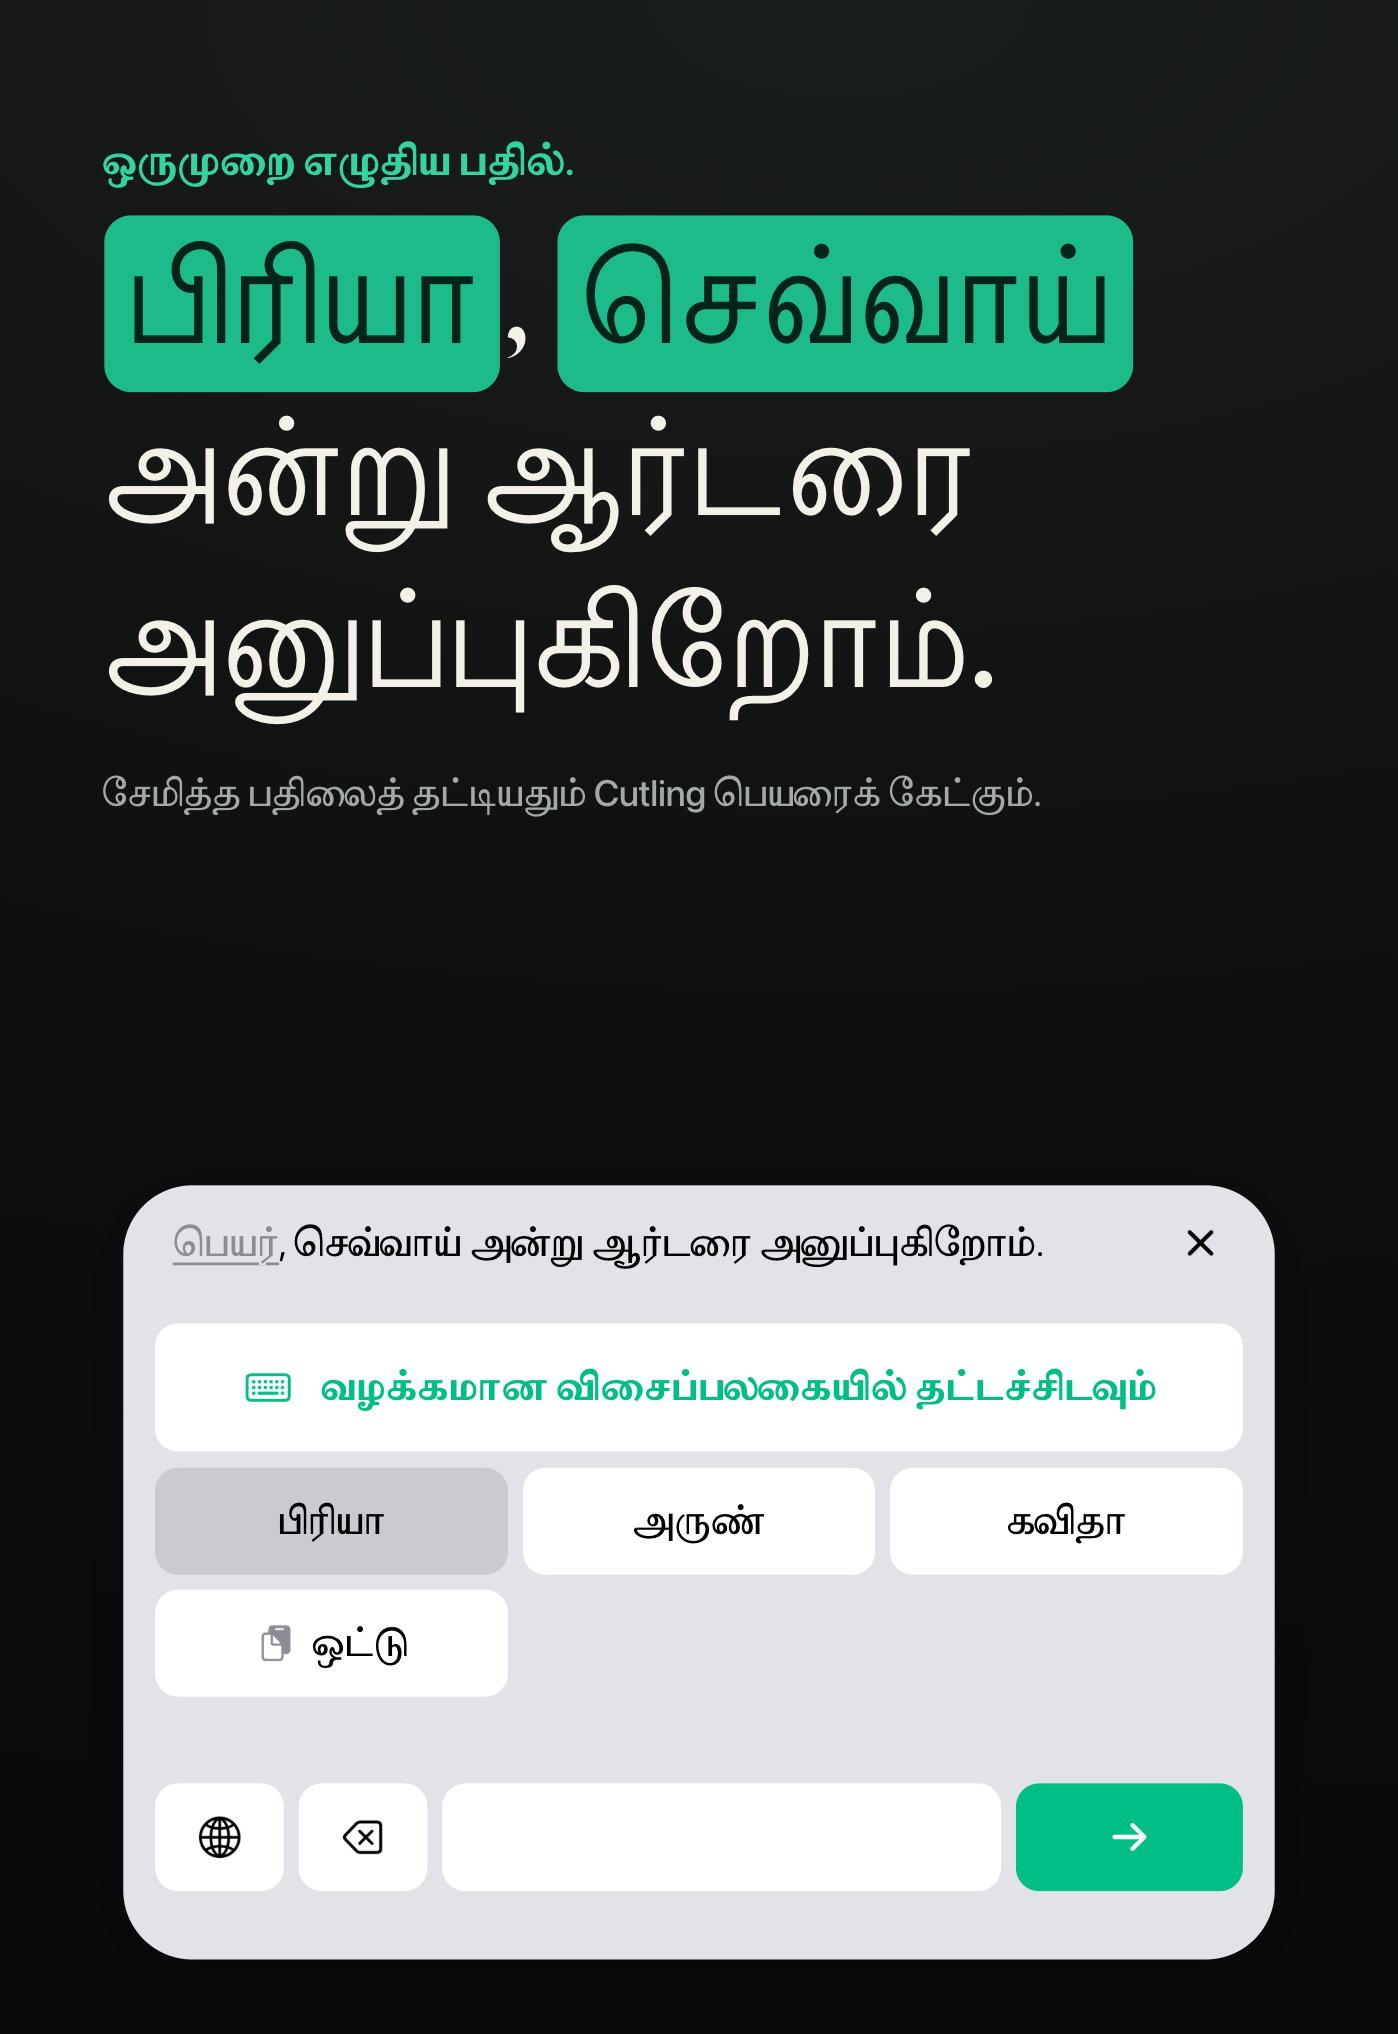 ஒருமுறை எழுதிய பதில்.
பிரியா, செவ்வாய்
அன்று ஆர்டரை
அனுப்புகிறோம்.
சேமித்த பதிலைத் தட்டியதும் Cutling பெயரைக் கேட்கும்.
பெயர், செவ்வாய் அன்று ஆர்டரை அனுப்புகிறோம்.
வழக்கமான விசைப்பலகையில் தட்டச்சிடவும்
பிரியா அருண் கவிதா
ஒட்டு